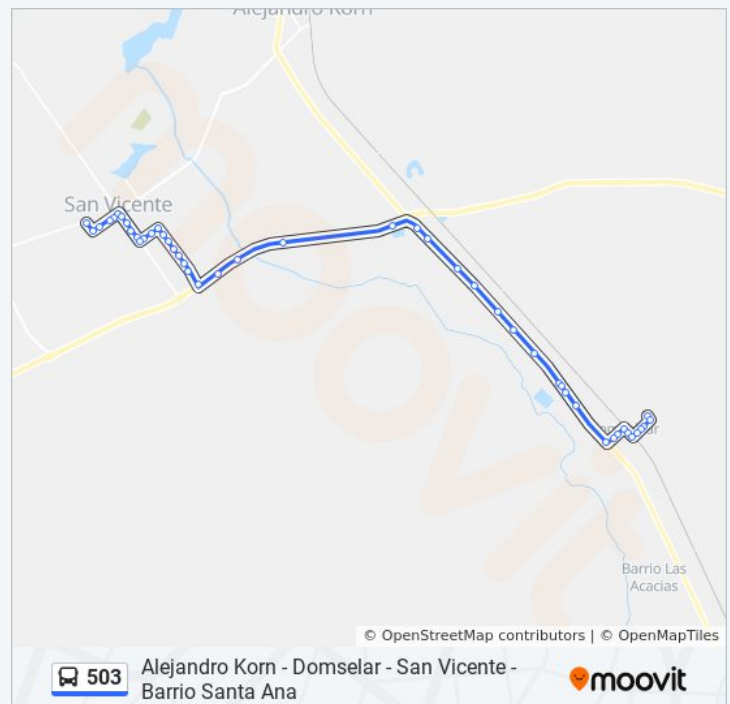 Alejandro Korn
San Vicente
Barrio Las
Acacias
© OpenStreetMap contributors | © OpenMapTiles
503
Alejandro Korn - Domselar - San Vicente -
Barrio Santa Ana
moovit
moovit